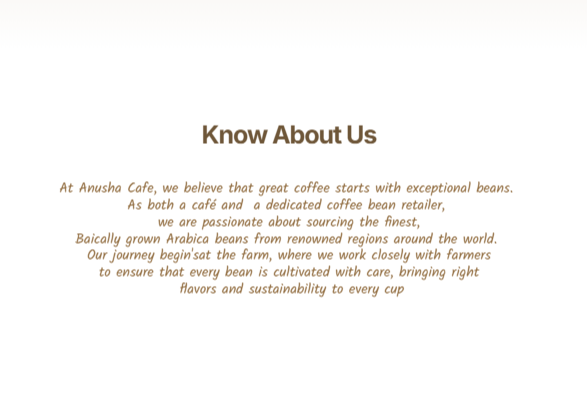 Know About Us
At Anusha Cafe, we believe that great coffee starts with exceptional beans.
As both a café and  a dedicated coffee bean retailer,
we are passionate about sourcing the finest,
Baically grown Arabica beans from renowned regions around the world.
Our journey begin'sat the farm, where we work closely with farmers
to ensure that every bean is cultivated with care, bringing right
flavors and sustainability to every cup